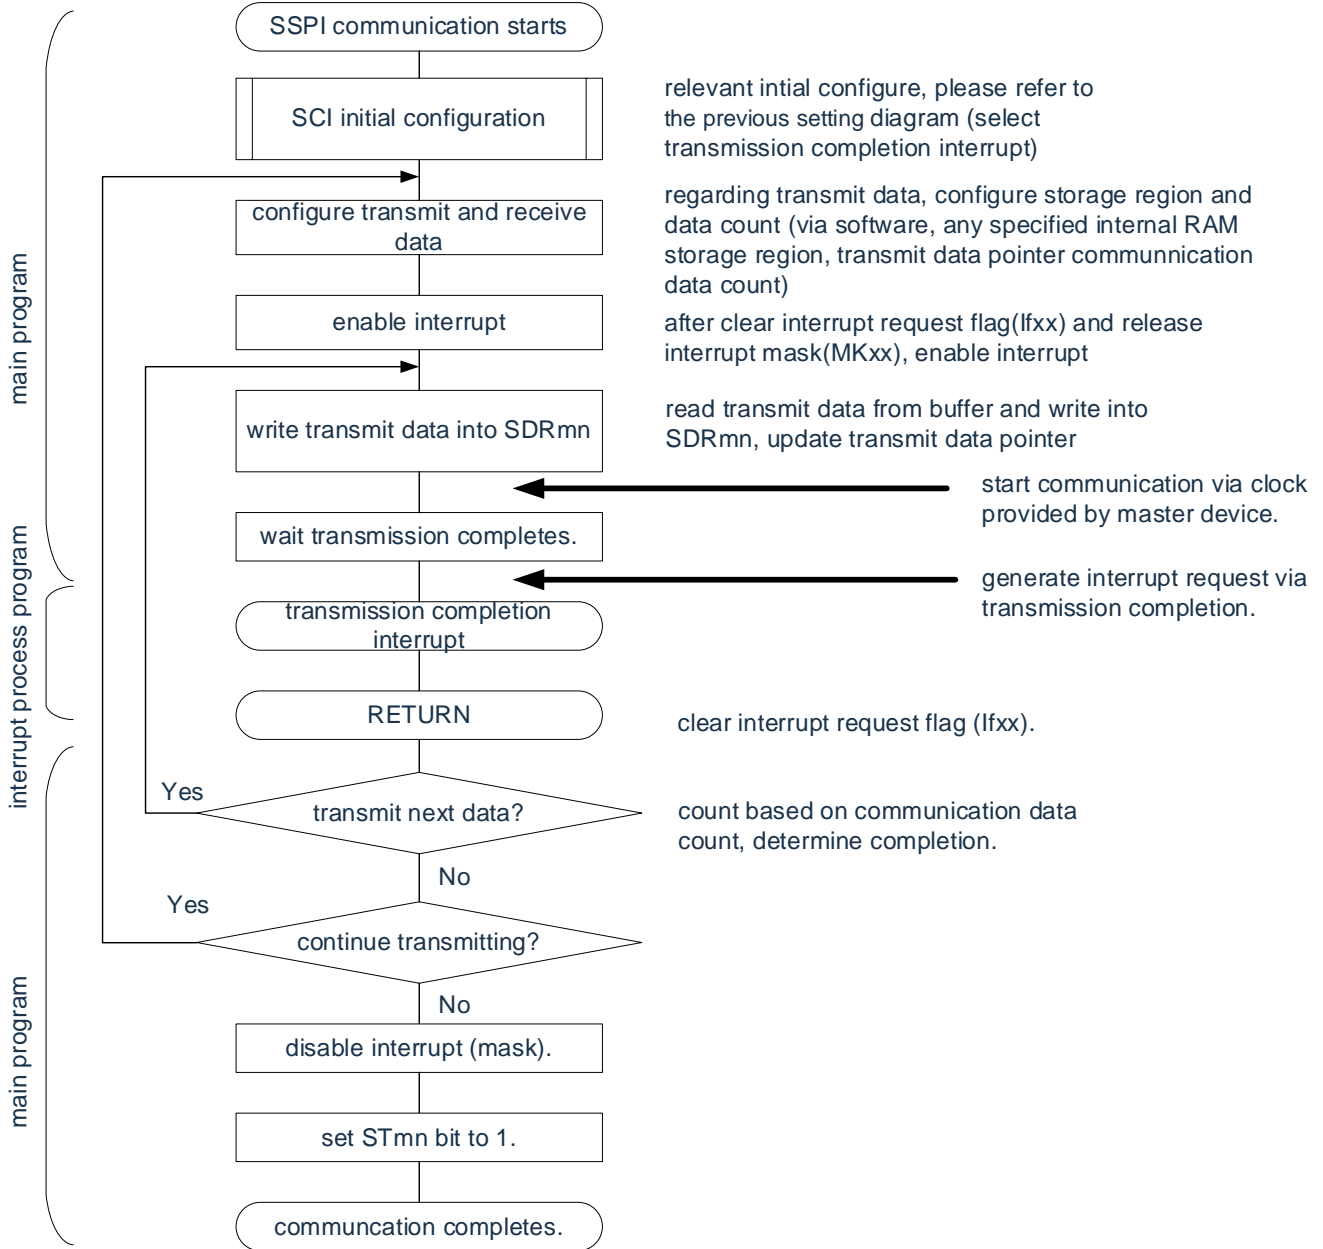 SSPI communication starts
SCI initial configuration
relevant intial configure, please refer to
the previous setting diagram (select
transmission completion interrupt)
configure transmit and receive
data
regarding transmit data, configure storage region and
data count (via software, any specified internal RAM
storage region, transmit data pointer communnication
data count)
main program
enable interrupt
after clear interrupt request flag(Ifxx) and release
interrupt mask(MKxx), enable interrupt
write transmit data into SDRmn
read transmit data from buffer and write into
SDRmn, update transmit data pointer
start communication via clock
provided by master device.
wait transmission completes.
generate interrupt request via
transmission completion.
interrupt process program
transmission completion
interrupt
RETURN
clear interrupt request flag (Ifxx).
Yes
transmit next data?
count based on communication data
count, determine completion.
No
Yes
continue transmitting?
No
main program
disable interrupt (mask).
set STmn bit to 1.
communcation completes.